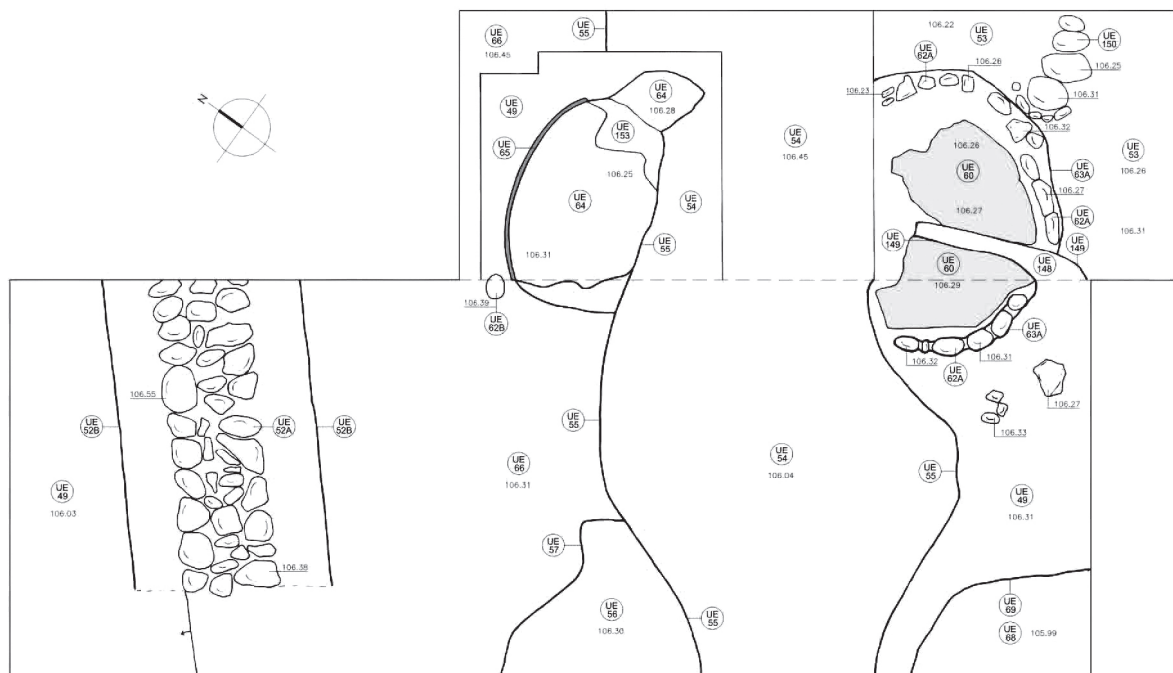 N
UE
66
106.45
UE
55
UE
49
UE
65
UE
64
106.28
UE
153
106.25
UE
64
106.31
UE
54
UE
55
UE
54
106.45
106.22
UE
53
UE
62A
106.26
106.23
UE
150
106.25
106.31
106.32
UE
53
106.26
106.26
UE
60
106.27
UE
63A
106.27
UE
62A
106.31
UE
149
UE
149
UE
148
UE
60
106.29
UE
63A
106.32
106.31
UE
62A
106.27
106.33
106.39
UE
62B
106.55
UE
52B
UE
52A
UE
52B
UE
49
106.03
106.38
UE
55
UE
66
106.31
UE
54
106.04
UE
55
UE
49
106.31
UE
57
UE
56
106.30
UE
55
UE
69
UE
68
105.99